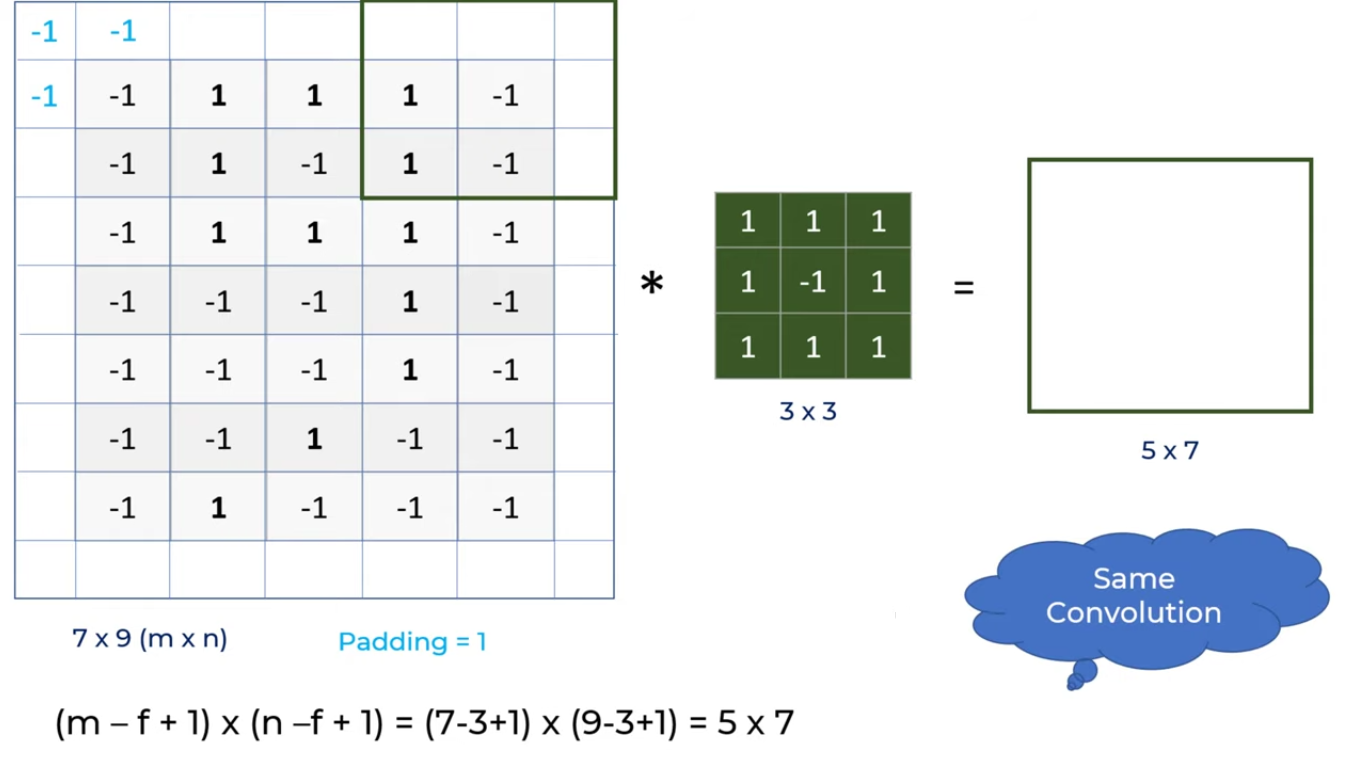 -1 -1
-1 -1 1 1 1 -1
-1 1 -1 1 -1
-1 1 1 1 -1
-1 -1 -1 1 -1
-1 -1 -1 1 -1
-1 -1 1 -1 -1
-1 1 -1 -1 -1
7 x 9 (m x n)
Padding = 1
*
1 1 1
1 -1 1
1 1 1
3 x 3
=
5 x 7
Same
Convolution
(m – f + 1) x (n –f + 1) = (7-3+1) x (9-3+1) = 5 x 7